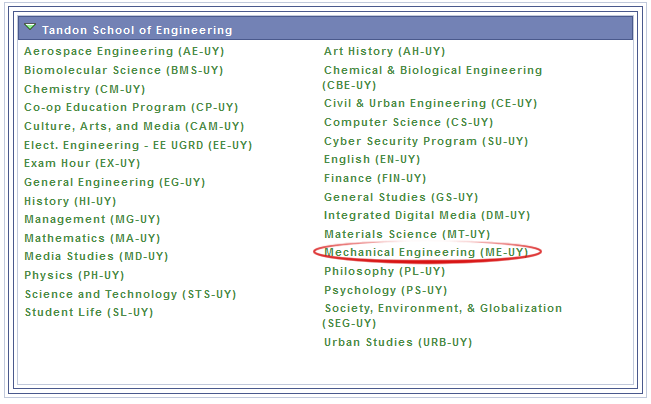 Tandon School of Engineering
Aerospace Engineering (AE-UY)
Biomolecular Science (BMS-UY)
Chemistry (CM-UY)
Co-op Education Program (CP-UY)
Culture, Arts, and Media (CAM-UY)
Elect. Engineering - EE UGRD (EE-UY)
Exam Hour (EX-UY)
General Engineering (EG-UY)
History (HI-UY)
Management (MG-UY)
Mathematics (MA-UY)
Media Studies (MD-UY)
Physics (PH-UY)
Science and Technology (STS-UY)
Student Life (SL-UY)
Art History (AH-UY)
Chemical & Biological Engineering
(CBE-UY)
Civil & Urban Engineering (CE-UY)
Computer Science (CS-UY)
Cyber Security Program (SU-UY)
English (EN-UY)
Finance (FIN-UY)
General Studies (GS-UY)
Integrated Digital Media (DM-UY)
Materials Science (MT-UY)
Mechanical Engineering (ME-UY)
Philosophy (PL-UY)
Psychology (PS-UY)
Society, Environment, & Globalization
(SEG-UY)
Urban Studies (URB-UY)